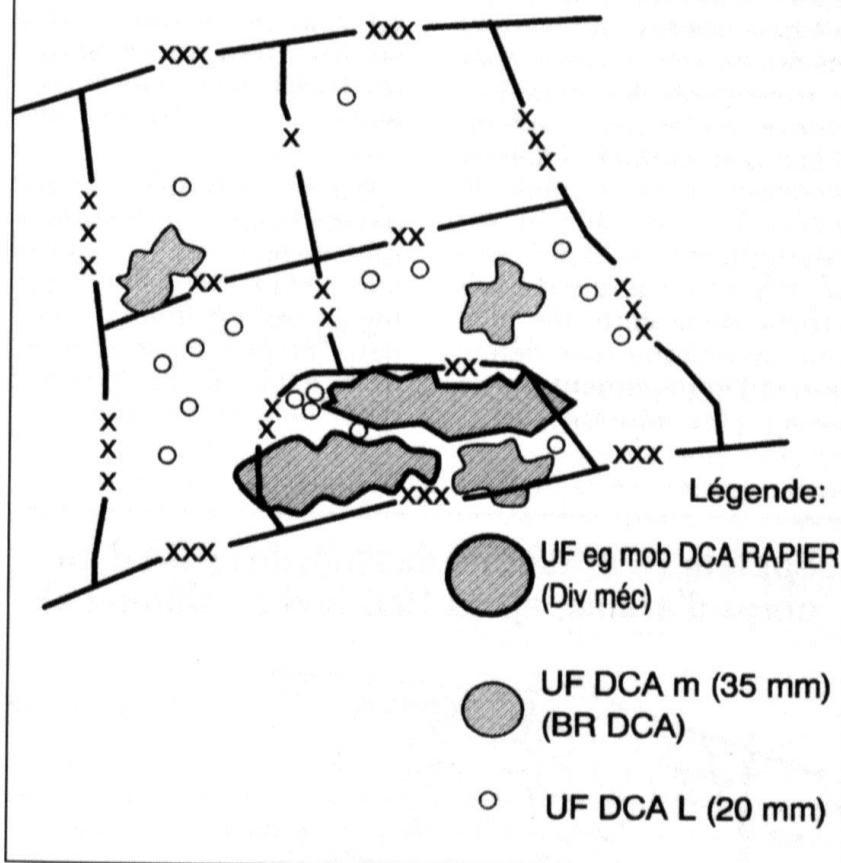 XXX
XXX
X
X
X
X
X
X
X
XX
XX
X
X
X
X
X
XX
X
X
X
X
X
XXX
XXX
XXX
Légende:
UF eg mob DCA RAPIER
(Div méc)
UF DCA m (35 mm)
(BR DCA)
UF DCA L (20 mm)